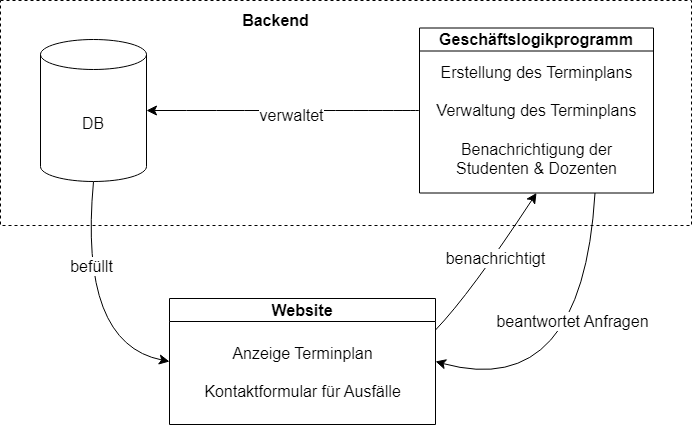 Backend
Geschäftslogikprogramm
Erstellung des Terminplans
Verwaltung des Terminplans
Benachrichtigung der
Studenten & Dozenten
DB
verwaltet
befüllt
benachrichtigt
beantwortet Anfragen
Website
Anzeige Terminplan
Kontaktformular für Ausfälle